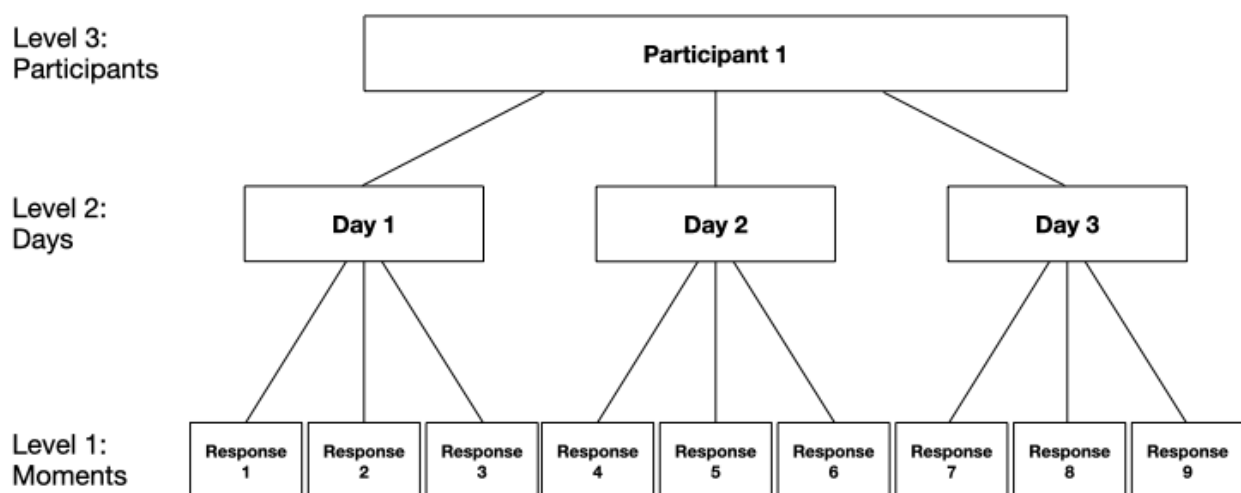 Level 3:
Participants
Participant 1
Level 2:
Days
Day 1
Day 2
Day 3
Level 1:
Moments
Response
1
Response
2
Response
3
Response
4
Response
5
Response
6
Response
7
Response
8
Response
9